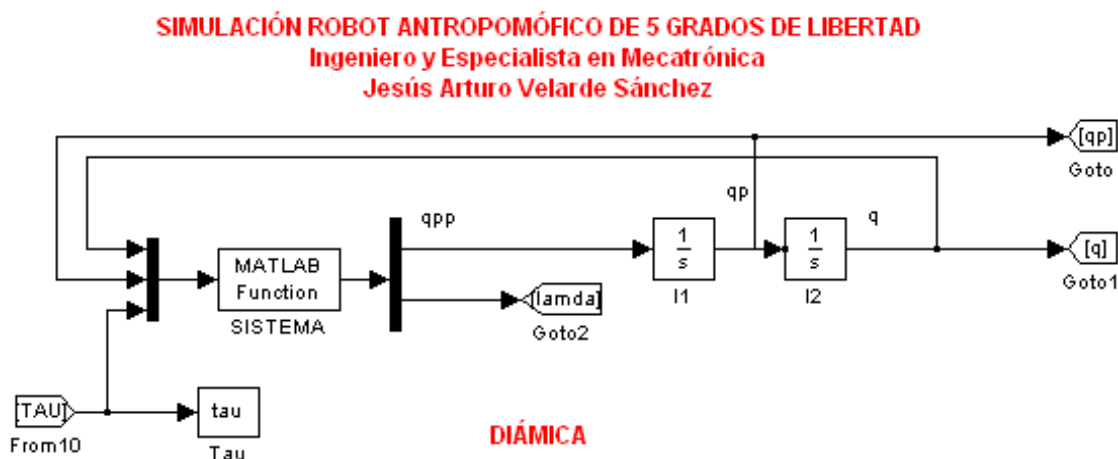 SIMULACIÓN ROBOT ANTROPOMÓFICO DE 5 GRADOS DE LIBERTAD
Ingeniero y Especialista en Mecatrónica
Jesús Arturo Velarde Sánchez
[qp]
Goto
qp
qpp
q
1
s
I1
1
s
I2
[q]
Goto1
MATLAB
Function
SISTEMA
[lamda]
Goto2
[TAU]
From10
tau
Tau
DIÁMICA